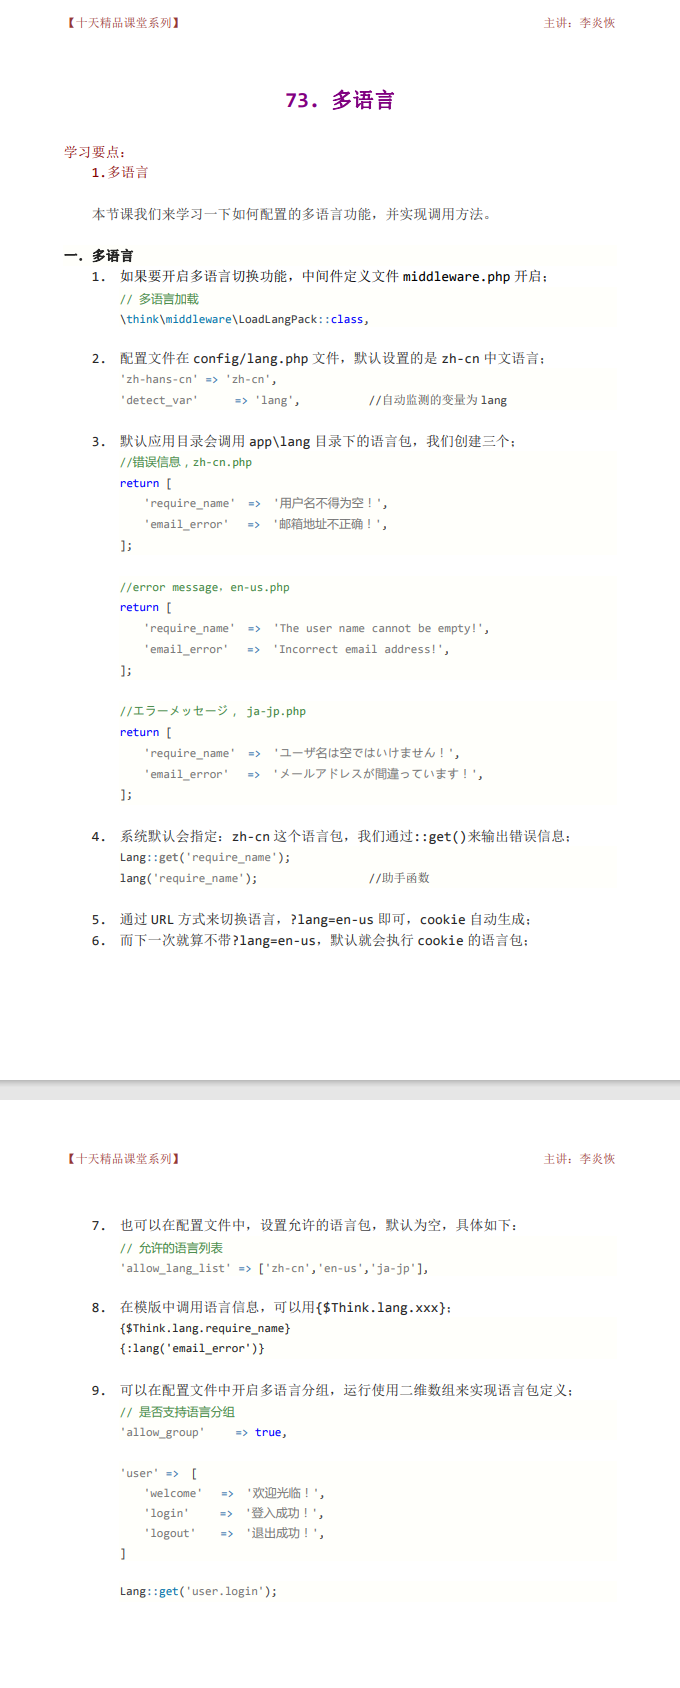 【十天精品课堂系列】 主讲：李炎恢
73．多语言
学习要点：
1.多语言
本节课我们来学习一下如何配置的多语言功能，并实现调用方法。
一．多语言
1. 如果要开启多语言切换功能，中间件定义文件 middleware.php 开启；
// 多语言加载
\think\middleware\LoadLangPack::class,
2. 配置文件在 config/lang.php 文件，默认设置的是 zh-cn 中文语言；
'zh-hans-cn' => 'zh-cn',
'detect_var' => 'lang', //自动监测的变量为 lang
3. 默认应用目录会调用 app\lang 目录下的语言包，我们创建三个；
//错误信息，zh-cn.php
return [
'require_name' => '用户名不得为空！',
'email_error' => '邮箱地址不正确！',
];
//error message，en-us.php
return [
'require_name' => 'The user name cannot be empty!',
'email_error' => 'Incorrect email address!',
];
//エラーメッセージ， ja-jp.php
return [
'require_name' => 'ユーザ名は空ではいけません！',
'email_error' => 'メールアドレスが間違っています！',
];
4. 系统默认会指定：zh-cn 这个语言包，我们通过::get()来输出错误信息；
Lang::get('require_name');
lang('require_name'); //助手函数
5. 通过 URL 方式来切换语言，?lang=en-us 即可，cookie 自动生成；
6. 而下一次就算不带?lang=en-us，默认就会执行 cookie 的语言包；
【十天精品课堂系列】 主讲：李炎恢
7. 也可以在配置文件中，设置允许的语言包，默认为空，具体如下：
// 允许的语言列表
'allow_lang_list' => ['zh-cn','en-us','ja-jp'],
8. 在模版中调用语言信息，可以用{$Think.lang.xxx}；
{$Think.lang.require_name}
{:lang('email_error')}
9. 可以在配置文件中开启多语言分组，运行使用二维数组来实现语言包定义；
// 是否支持语言分组
'allow_group' => true,
'user' => [
'welcome' => '欢迎光临！',
'login' => '登入成功！',
'logout' => '退出成功！',
]
Lang::get('user.login');